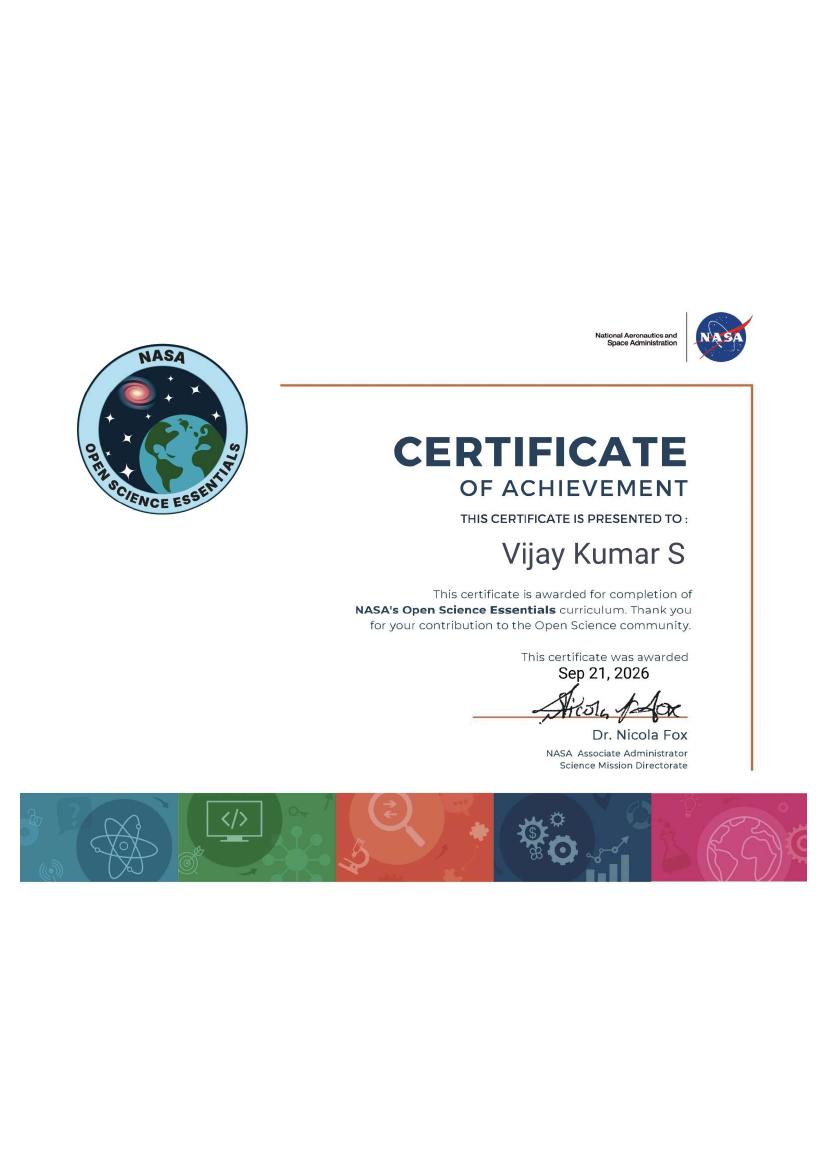 National Aeronautics and
Space Administration
NASA
NASA
OPEN SCIENCE ESSENTIALS
CERTIFICATE
OF ACHIEVEMENT
THIS CERTIFICATE IS PRESENTED TO :
Vijay Kumar S
This certificate is awarded for completion of
NASA's Open Science Essentials curriculum. Thank you
for your contribution to the Open Science community.
This certificate was awarded
Sep 21, 2026
Nicola Fox
Dr. Nicola Fox
NASA Associate Administrator
Science Mission Directorate
</>
$